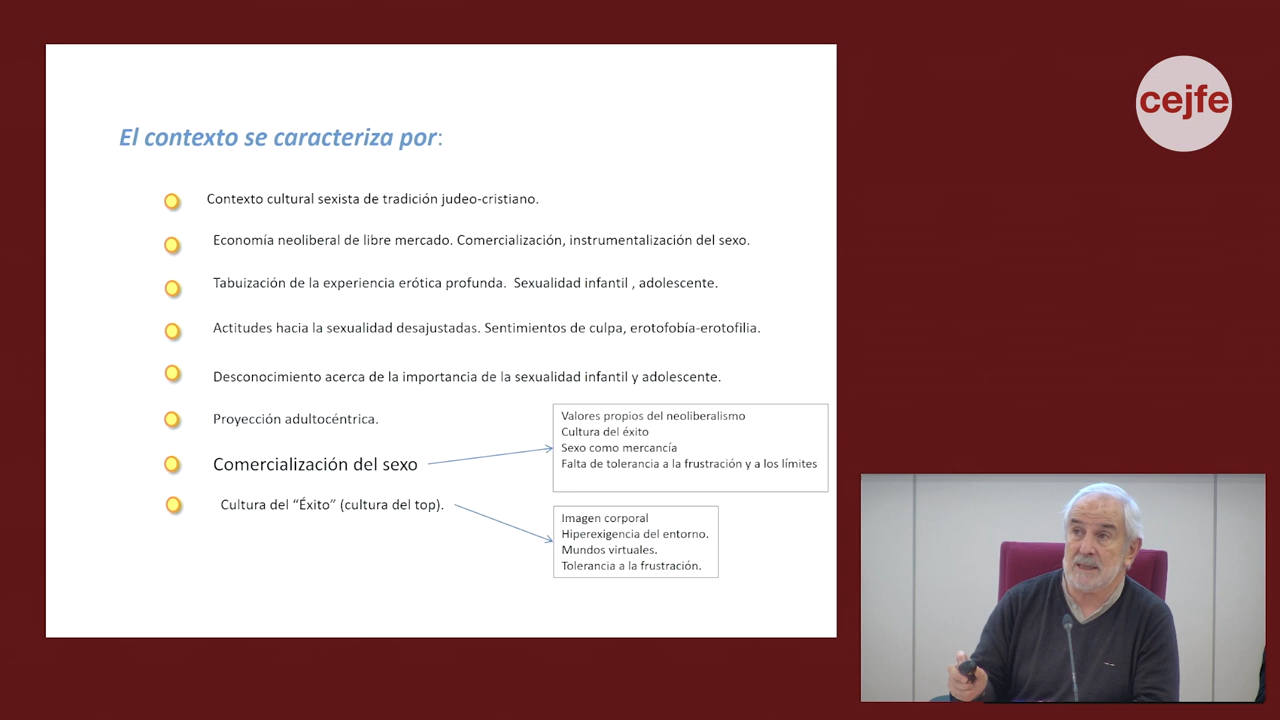 cejfe
El contexto se caracteriza por:
Contexto cultural sexista de tradición judeo-cristiano.
Economía neoliberal de libre mercado. Comercialización, instrumentalización del sexo.
Tabuización de la experiencia erótica profunda. Sexualidad infantil , adolescente.
Actitudes hacia la sexualidad desajustadas. Sentimientos de culpa, erotofobía-erotofilia.
Desconocimiento acerca de la importancia de la sexualidad infantil y adolescente.
Proyección adultocéntrica.
Comercialización del sexo
Valores propios del neoliberalismo
Cultura del éxito
Sexo como mercancía
Falta de tolerancia a la frustración y a los límites
Cultura del “Éxito” (cultura del top).
Imagen corporal
Hiperexigencia del entorno.
Mundos virtuales.
Tolerancia a la frustración.